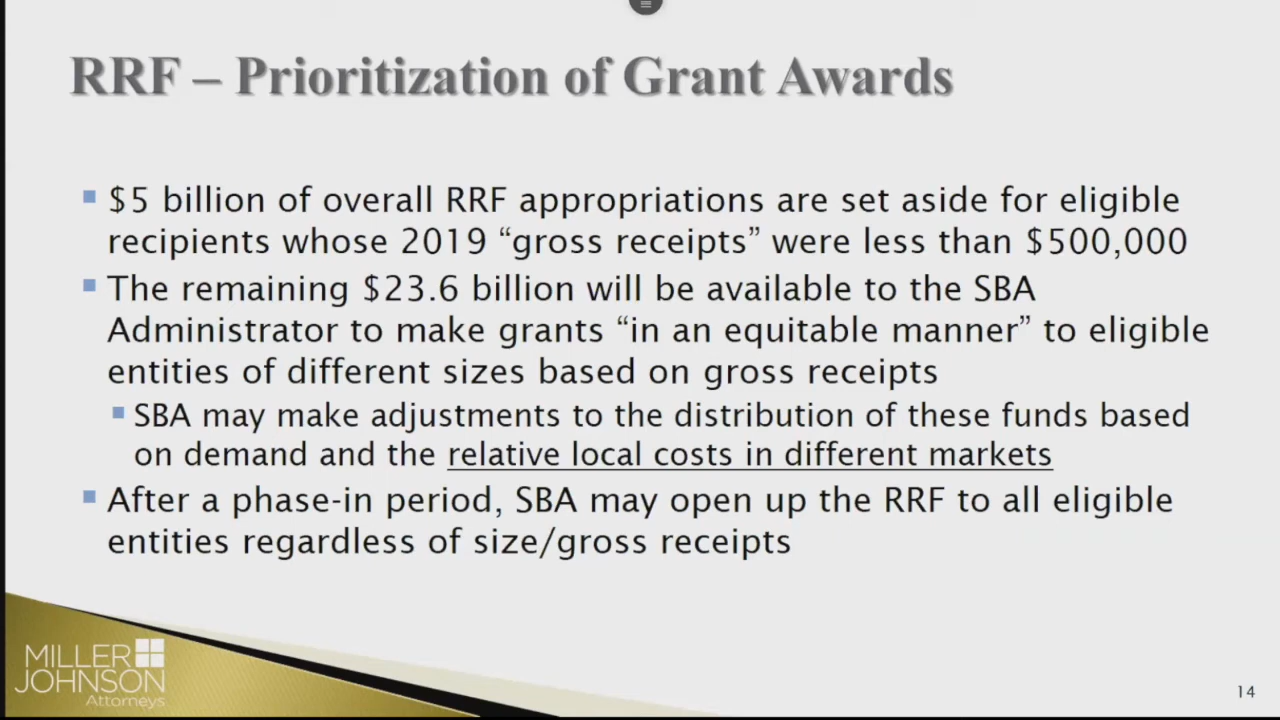 RRF – Prioritization of Grant Awards
$5 billion of overall RRF appropriations are set aside for eligible
recipients whose 2019 “gross receipts” were less than $500,000
The remaining $23.6 billion will be available to the SBA
Administrator to make grants “in an equitable manner” to eligible
entities of different sizes based on gross receipts
SBA may make adjustments to the distribution of these funds based
on demand and the relative local costs in different markets
After a phase-in period, SBA may open up the RRF to all eligible
entities regardless of size/gross receipts
MILLER
JOHNSON
Attorneys
14